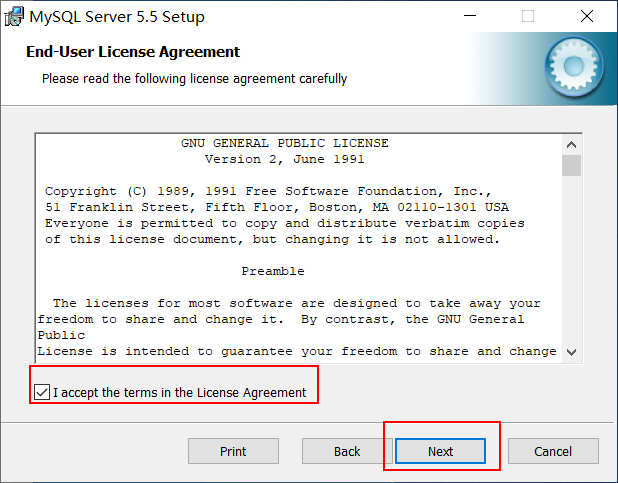 MySQL Server 5.5 Setup
End-User License Agreement
Please read the following license agreement carefully
GNU GENERAL PUBLIC LICENSE
Version 2, June 1991
Copyright (C) 1989, 1991 Free Software Foundation, Inc.,
51 Franklin Street, Fifth Floor, Boston, MA 02110-1301 USA
Everyone is permitted to copy and distribute verbatim copies
of this license document, but changing it is not allowed.
Preamble
The licenses for most software are designed to take away your
freedom to share and change it.  By contrast, the GNU General
Public
License is intended to guarantee your freedom to share and change
I accept the terms in the License Agreement
Print Back Next Cancel